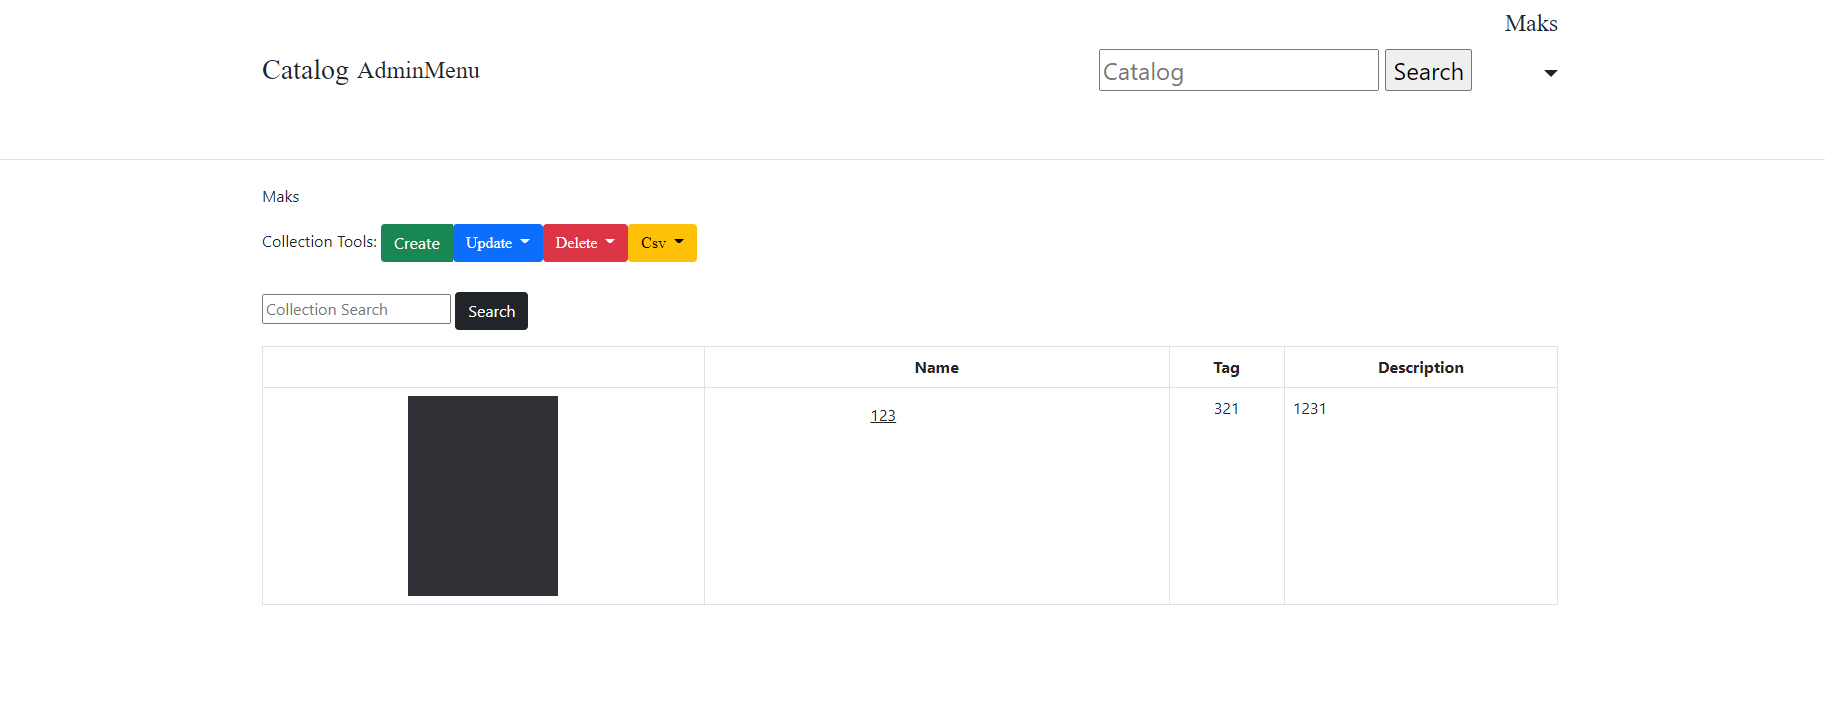 Maks
Catalog AdminMenu Catalog Search
Maks
Collection Tools: Create Update Delete Csv
Collection Search Search
Name Tag Description
123 321 1231